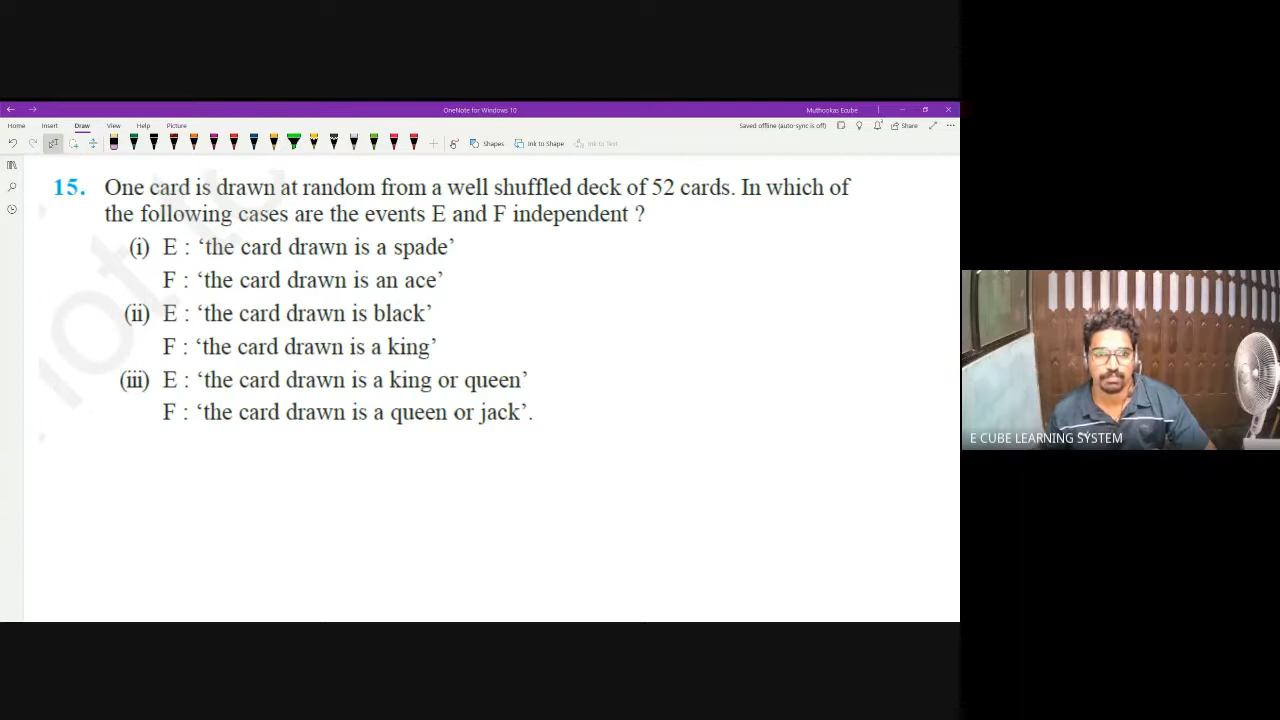 OneNote for Windows 10
Muthookas Ecube
Home Insert Draw View Help Picture
Saved offline (auto-sync is off) Share
Shapes Ink to Shape Ink to Text
15. One card is drawn at random from a well shuffled deck of 52 cards. In which of
the following cases are the events E and F independent ?
(i) E : ‘the card drawn is a spade’
F : ‘the card drawn is an ace’
(ii) E : ‘the card drawn is black’
F : ‘the card drawn is a king’
(iii) E : ‘the card drawn is a king or queen’
F : ‘the card drawn is a queen or jack’.
not to
E CUBE LEARNING SYSTEM